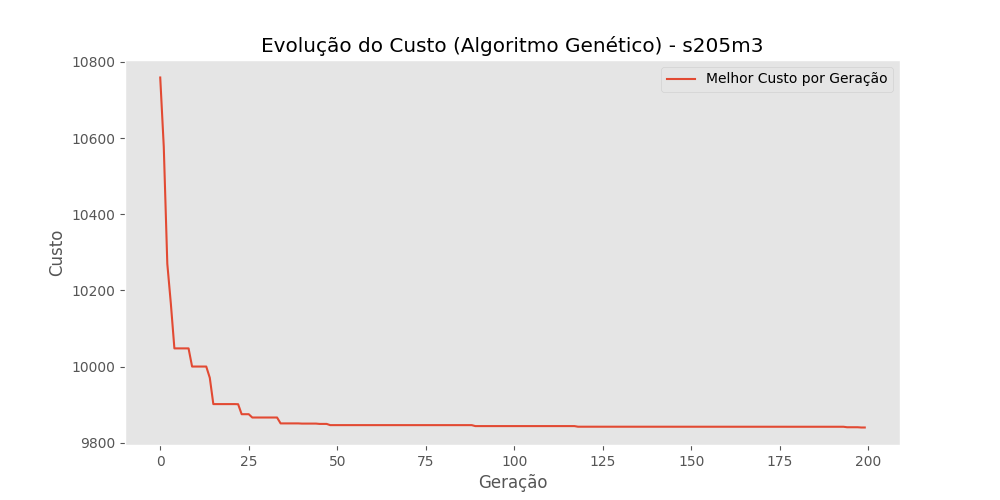 Evolução do Custo (Algoritmo Genético) - s205m3
Melhor Custo por Geração
10800
10600
10400
10200
10000
9800
Custo
0 25 50 75 100 125 150 175 200
Geração